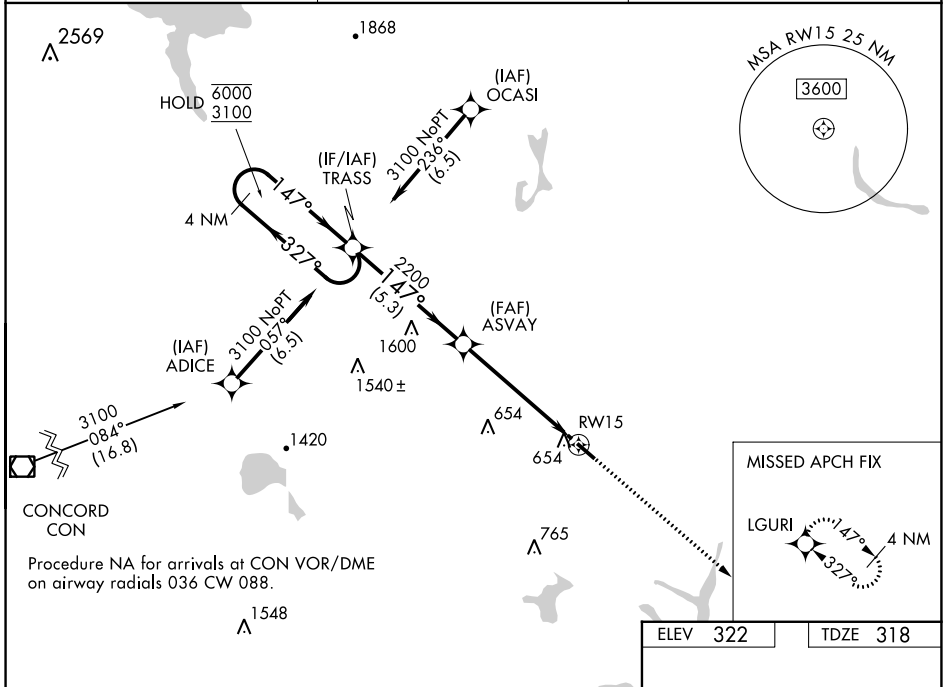 2569
1868
MSA RW15 25 NM
3600
HOLD 6000
3100
(IAF)
OCASI
3100 NoPT
236°
(6.5)
(IF/IAF)
TRASS
4 NM
147°
327°
2200
147°
(5.3)
(FAF)
ASVAY
3100 NoPT
057°
(6.5)
(IAF)
ADICE
1600
1540 ±
3100
084°
(16.8)
1420
654
RW15
654
CONCORD
CON
765
Procedure NA for arrivals at CON VOR/DME
on airway radials 036 CW 088.
1548
MISSED APCH FIX
LGURI
147°
4 NM
327°
ELEV 322
TDZE 318